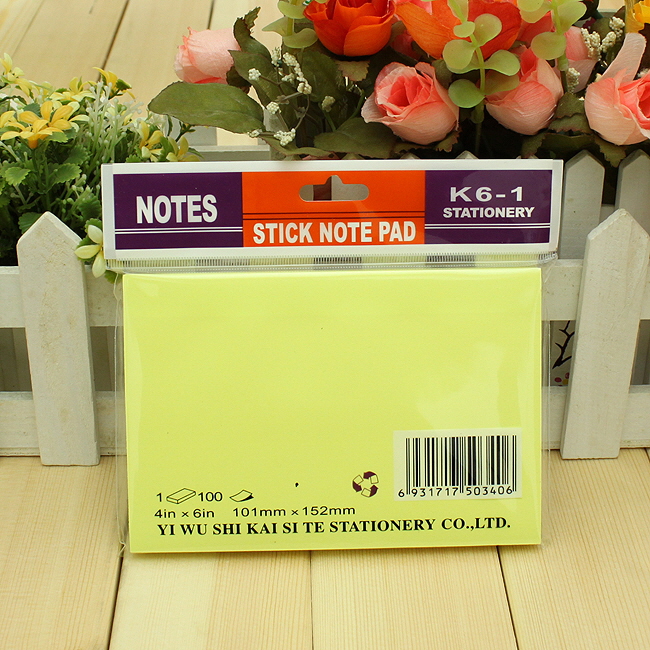 NOTES
STICK NOTE PAD
K6-1
STATIONERY
6 931717 503406
1 100
4in × 6in 101mm × 152mm
YI WU SHI KAI SI TE STATIONERY CO.,LTD.